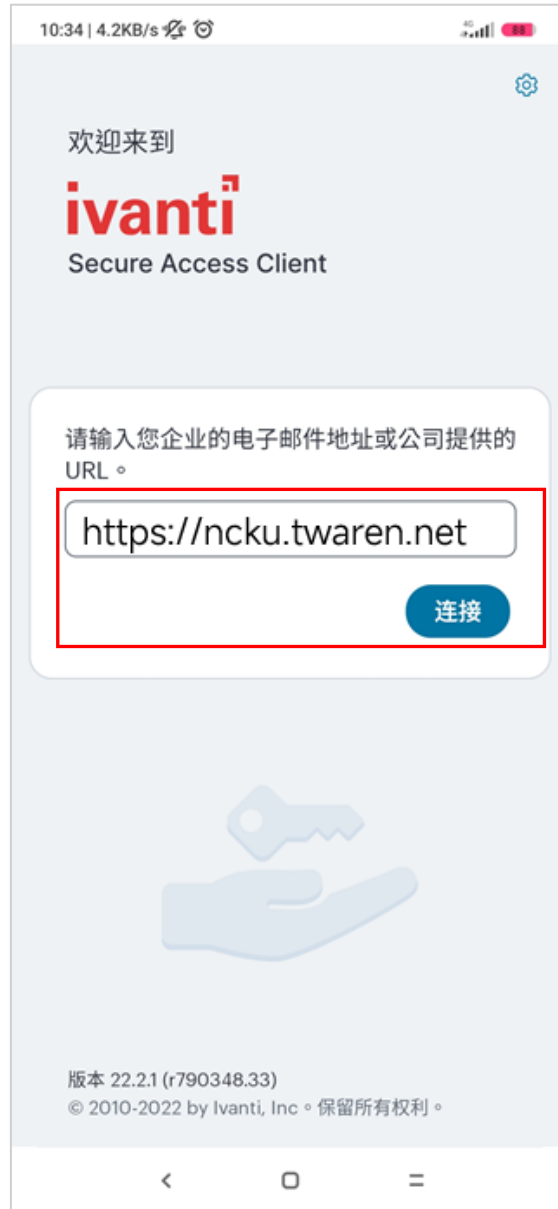 10:34 | 4.2KB/s
4G
88
欢迎来到
ivanti
Secure Access Client
请输入您企业的电子邮件地址或公司提供的
URL。
https://ncku.twaren.net
连接
版本 22.2.1 (r790348.33)
© 2010-2022 by Ivanti, Inc。保留所有权利。